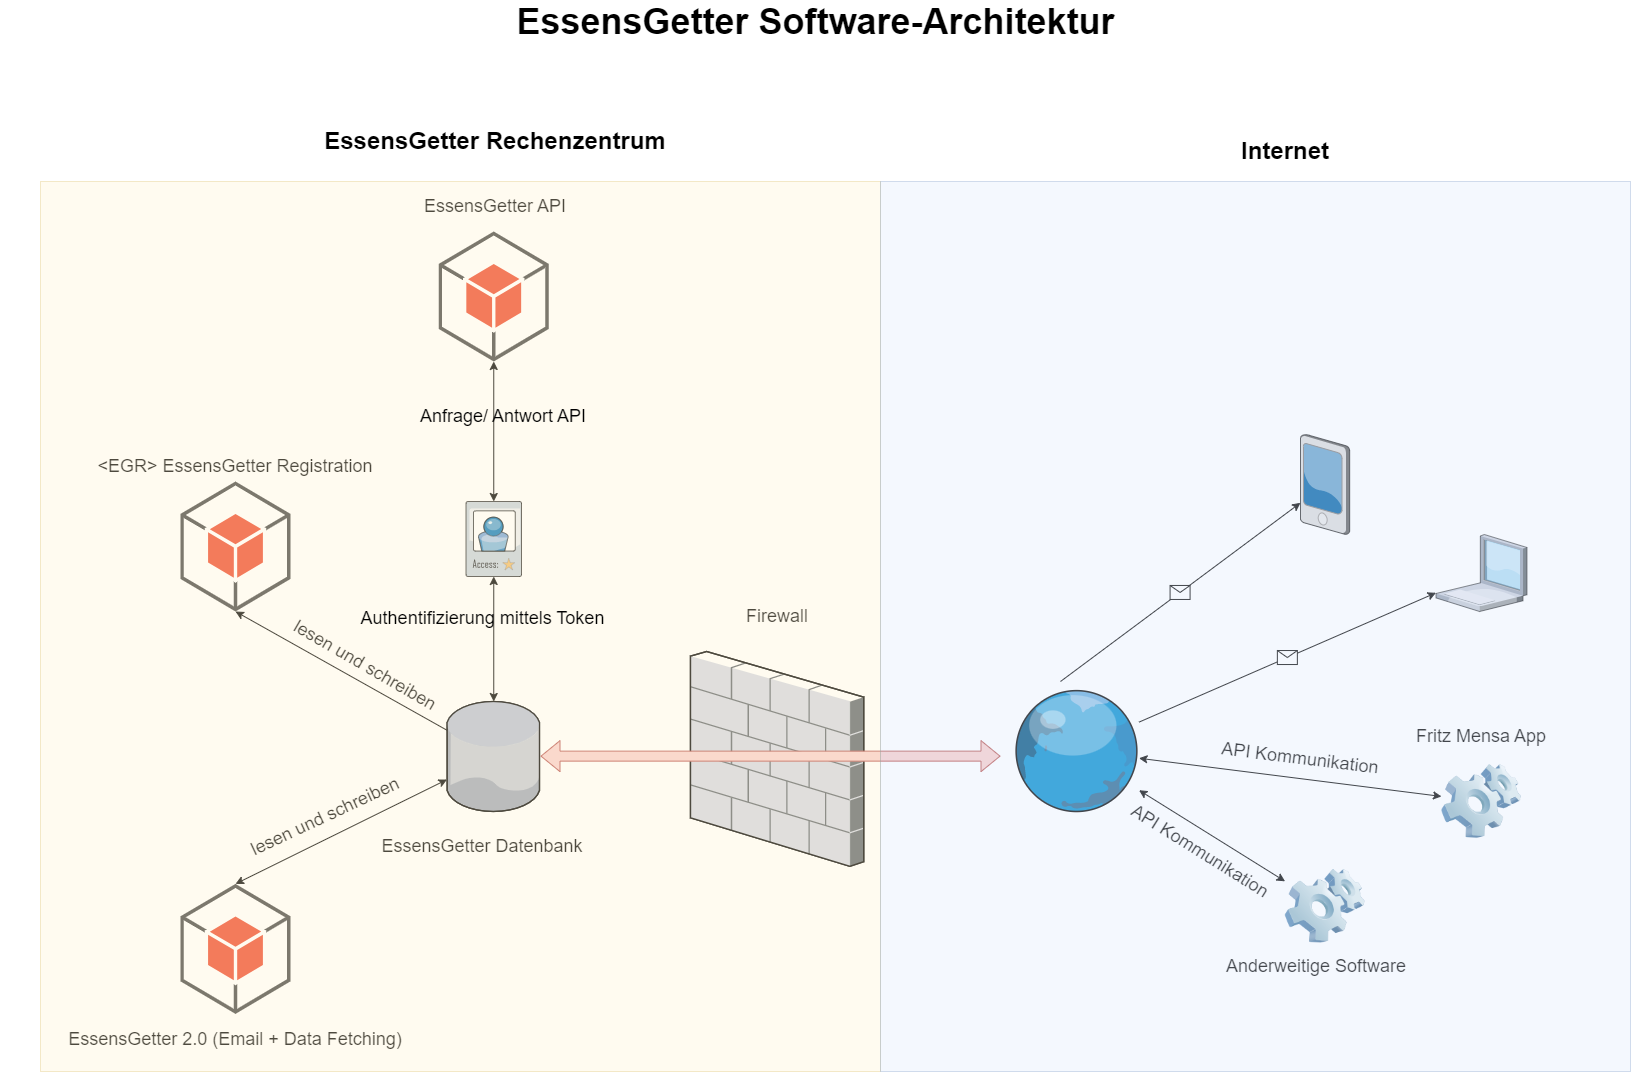 EssensGetter Software-Architektur
EssensGetter Rechenzentrum
Internet
EssensGetter API
Anfrage/ Antwort API
<EGR> EssensGetter Registration
Access:
Authentifizierung mittels Token
lesen und schreiben
Firewall
lesen und schreiben
EssensGetter Datenbank
EssensGetter 2.0 (Email + Data Fetching)
Fritz Mensa App
API Kommunikation
API Kommunikation
Anderweitige Software